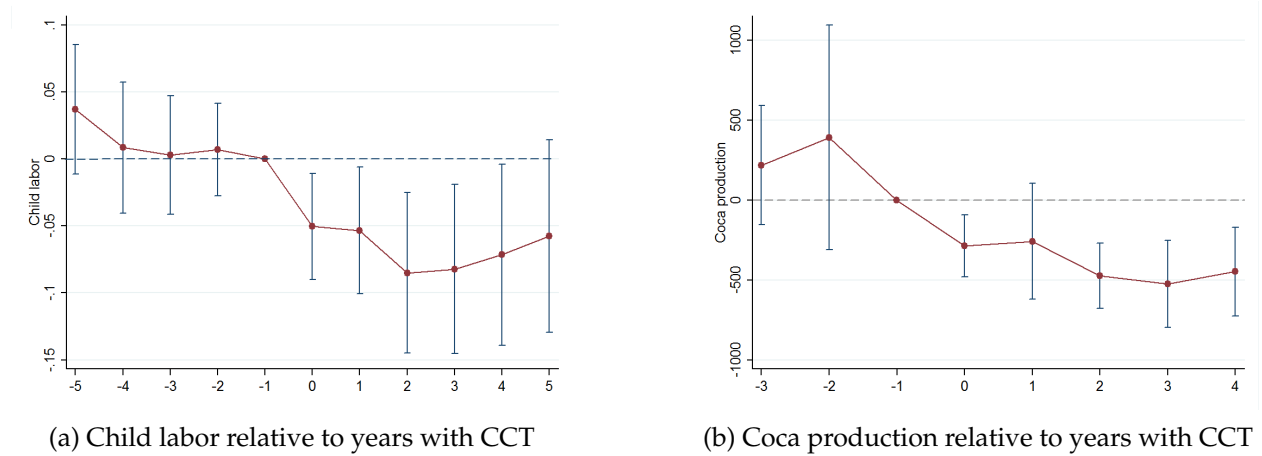 Child labor
.1
.05
0
-.05
-.1
-.15
-5 -4 -3 -2 -1 0 1 2 3 4 5
(a) Child labor relative to years with CCT
Coca production
1000
500
0
-500
-1000
-3 -2 -1 0 1 2 3 4
(b) Coca production relative to years with CCT